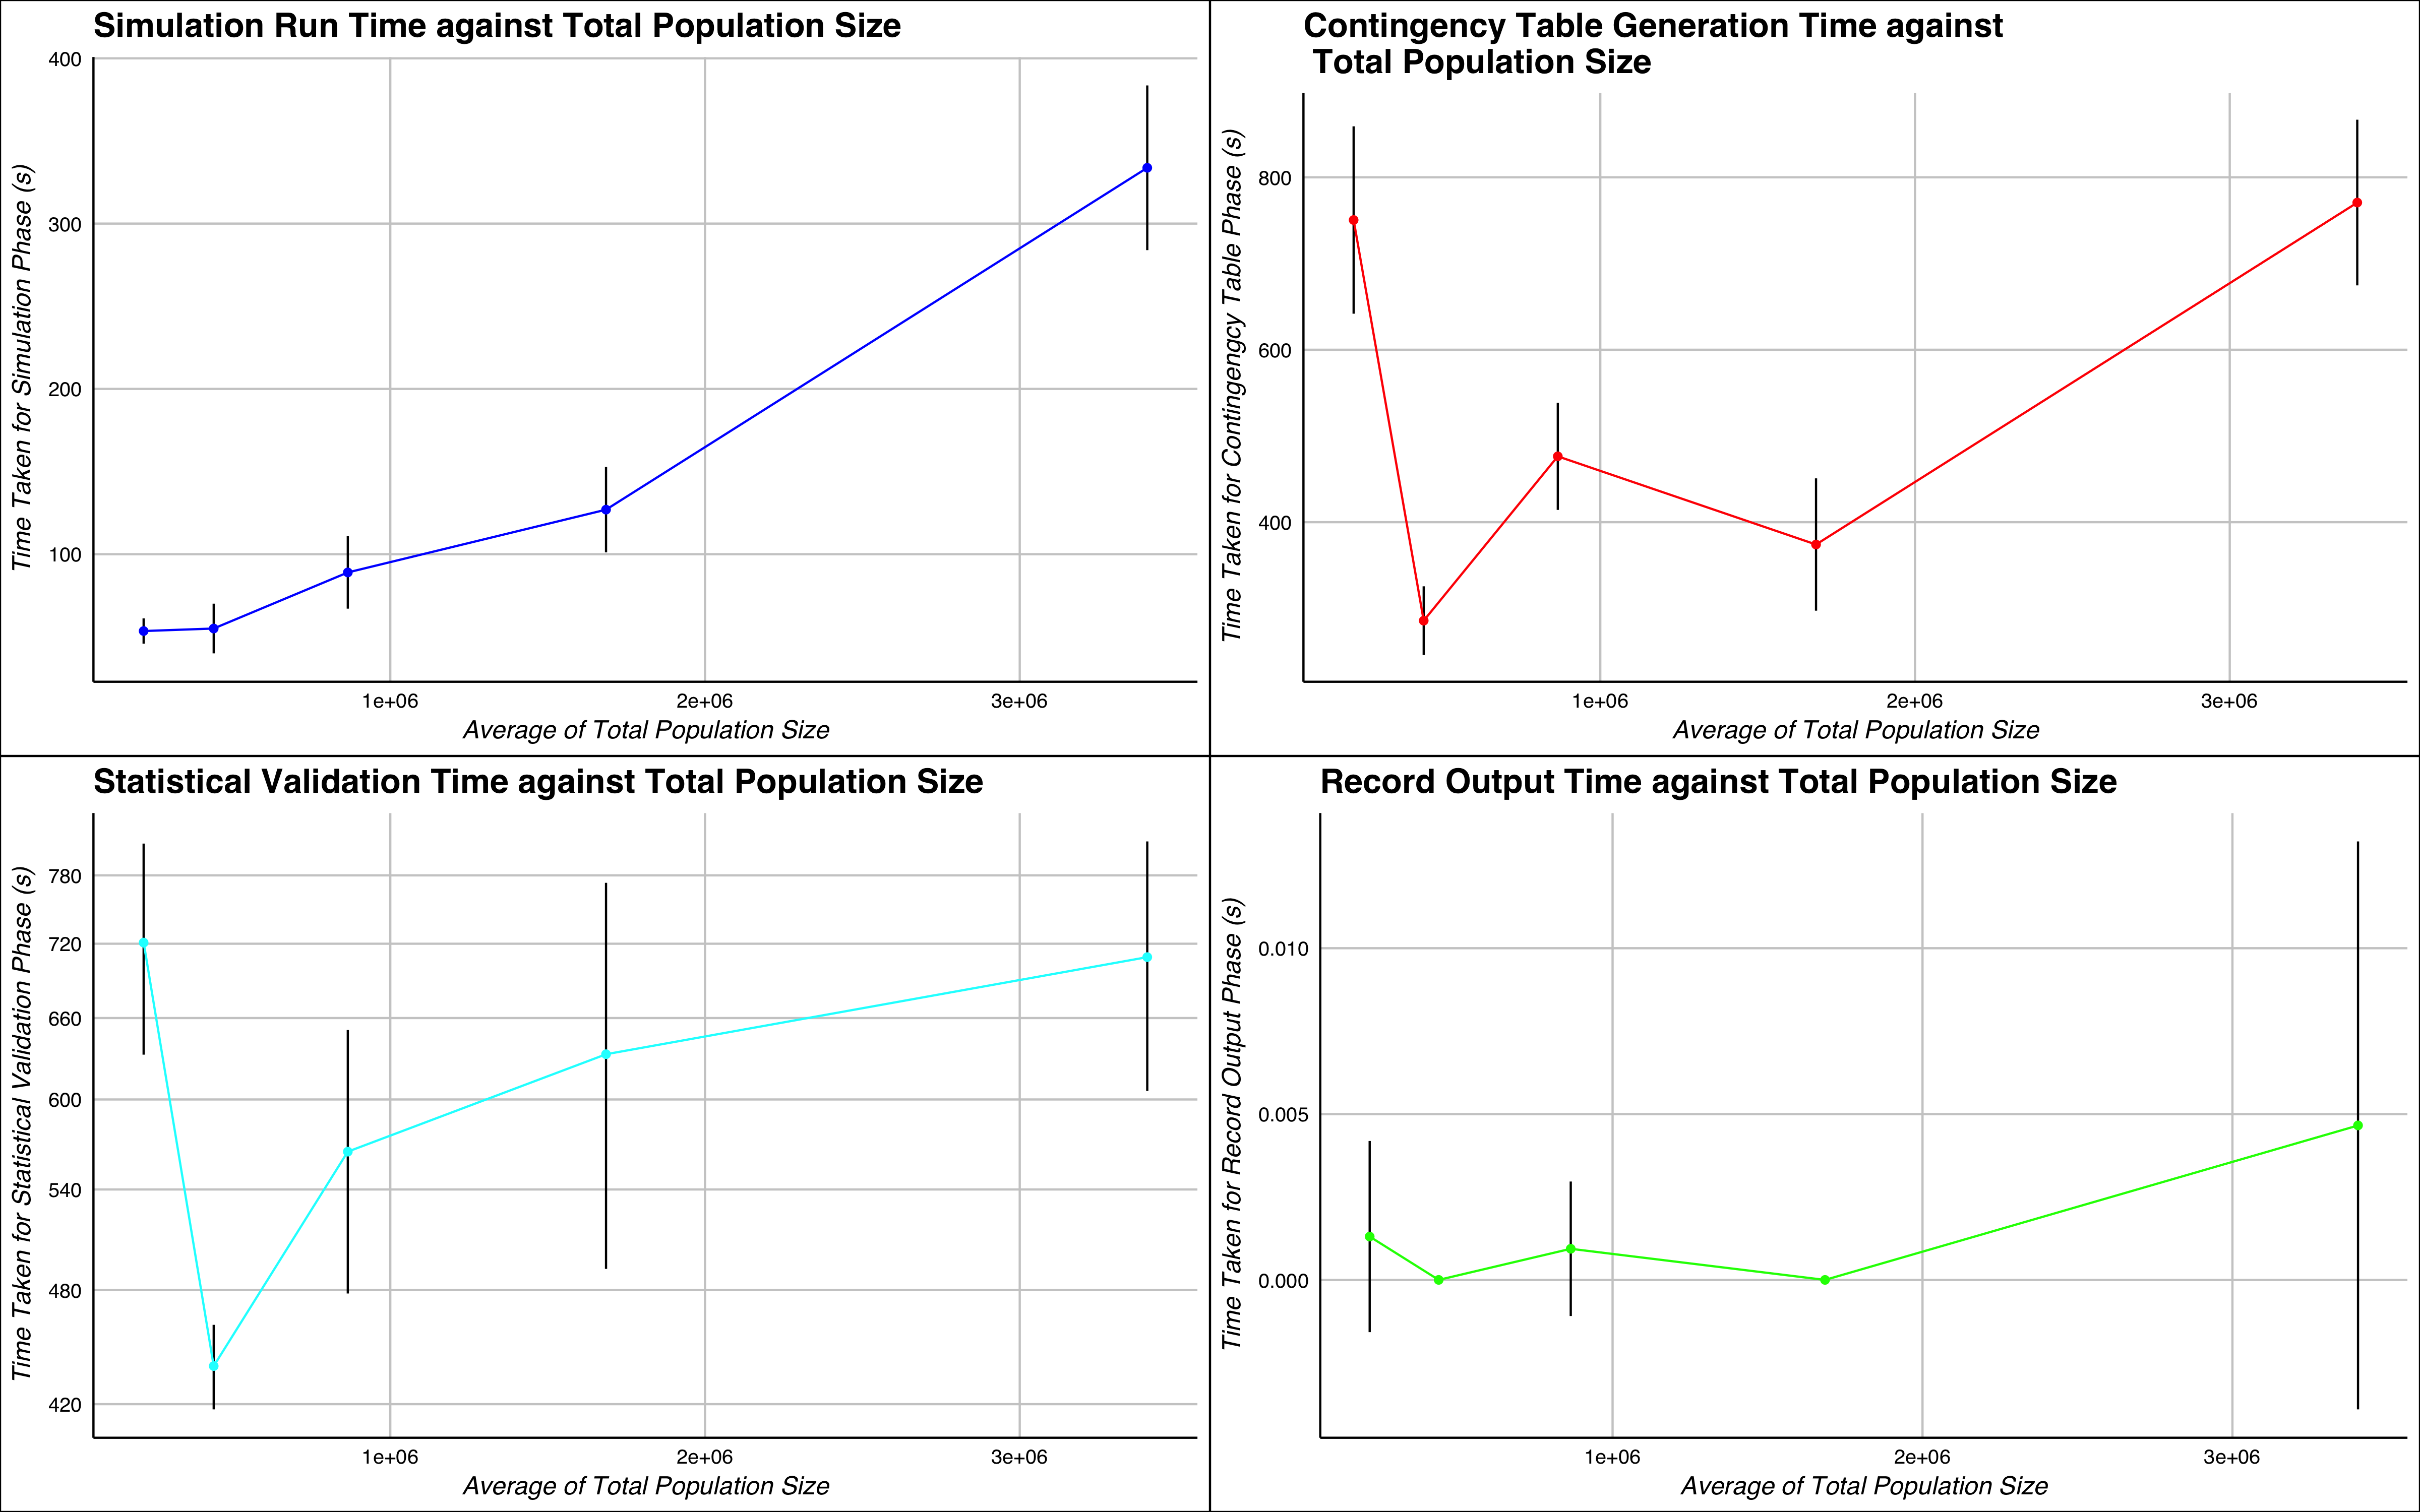 Simulation Run Time against Total Population Size
Time Taken for Simulation Phase (s)
400
300
200
100
1e+06 2e+06 3e+06
Average of Total Population Size
Contingency Table Generation Time against
Total Population Size
Time Taken for Contingengcy Table Phase (s)
800
600
400
1e+06 2e+06 3e+06
Average of Total Population Size
Statistical Validation Time against Total Population Size
Time Taken for Statistical Validation Phase (s)
780
720
660
600
540
480
420
1e+06 2e+06 3e+06
Average of Total Population Size
Record Output Time against Total Population Size
Time Taken for Record Output Phase (s)
0.010
0.005
0.000
1e+06 2e+06 3e+06
Average of Total Population Size